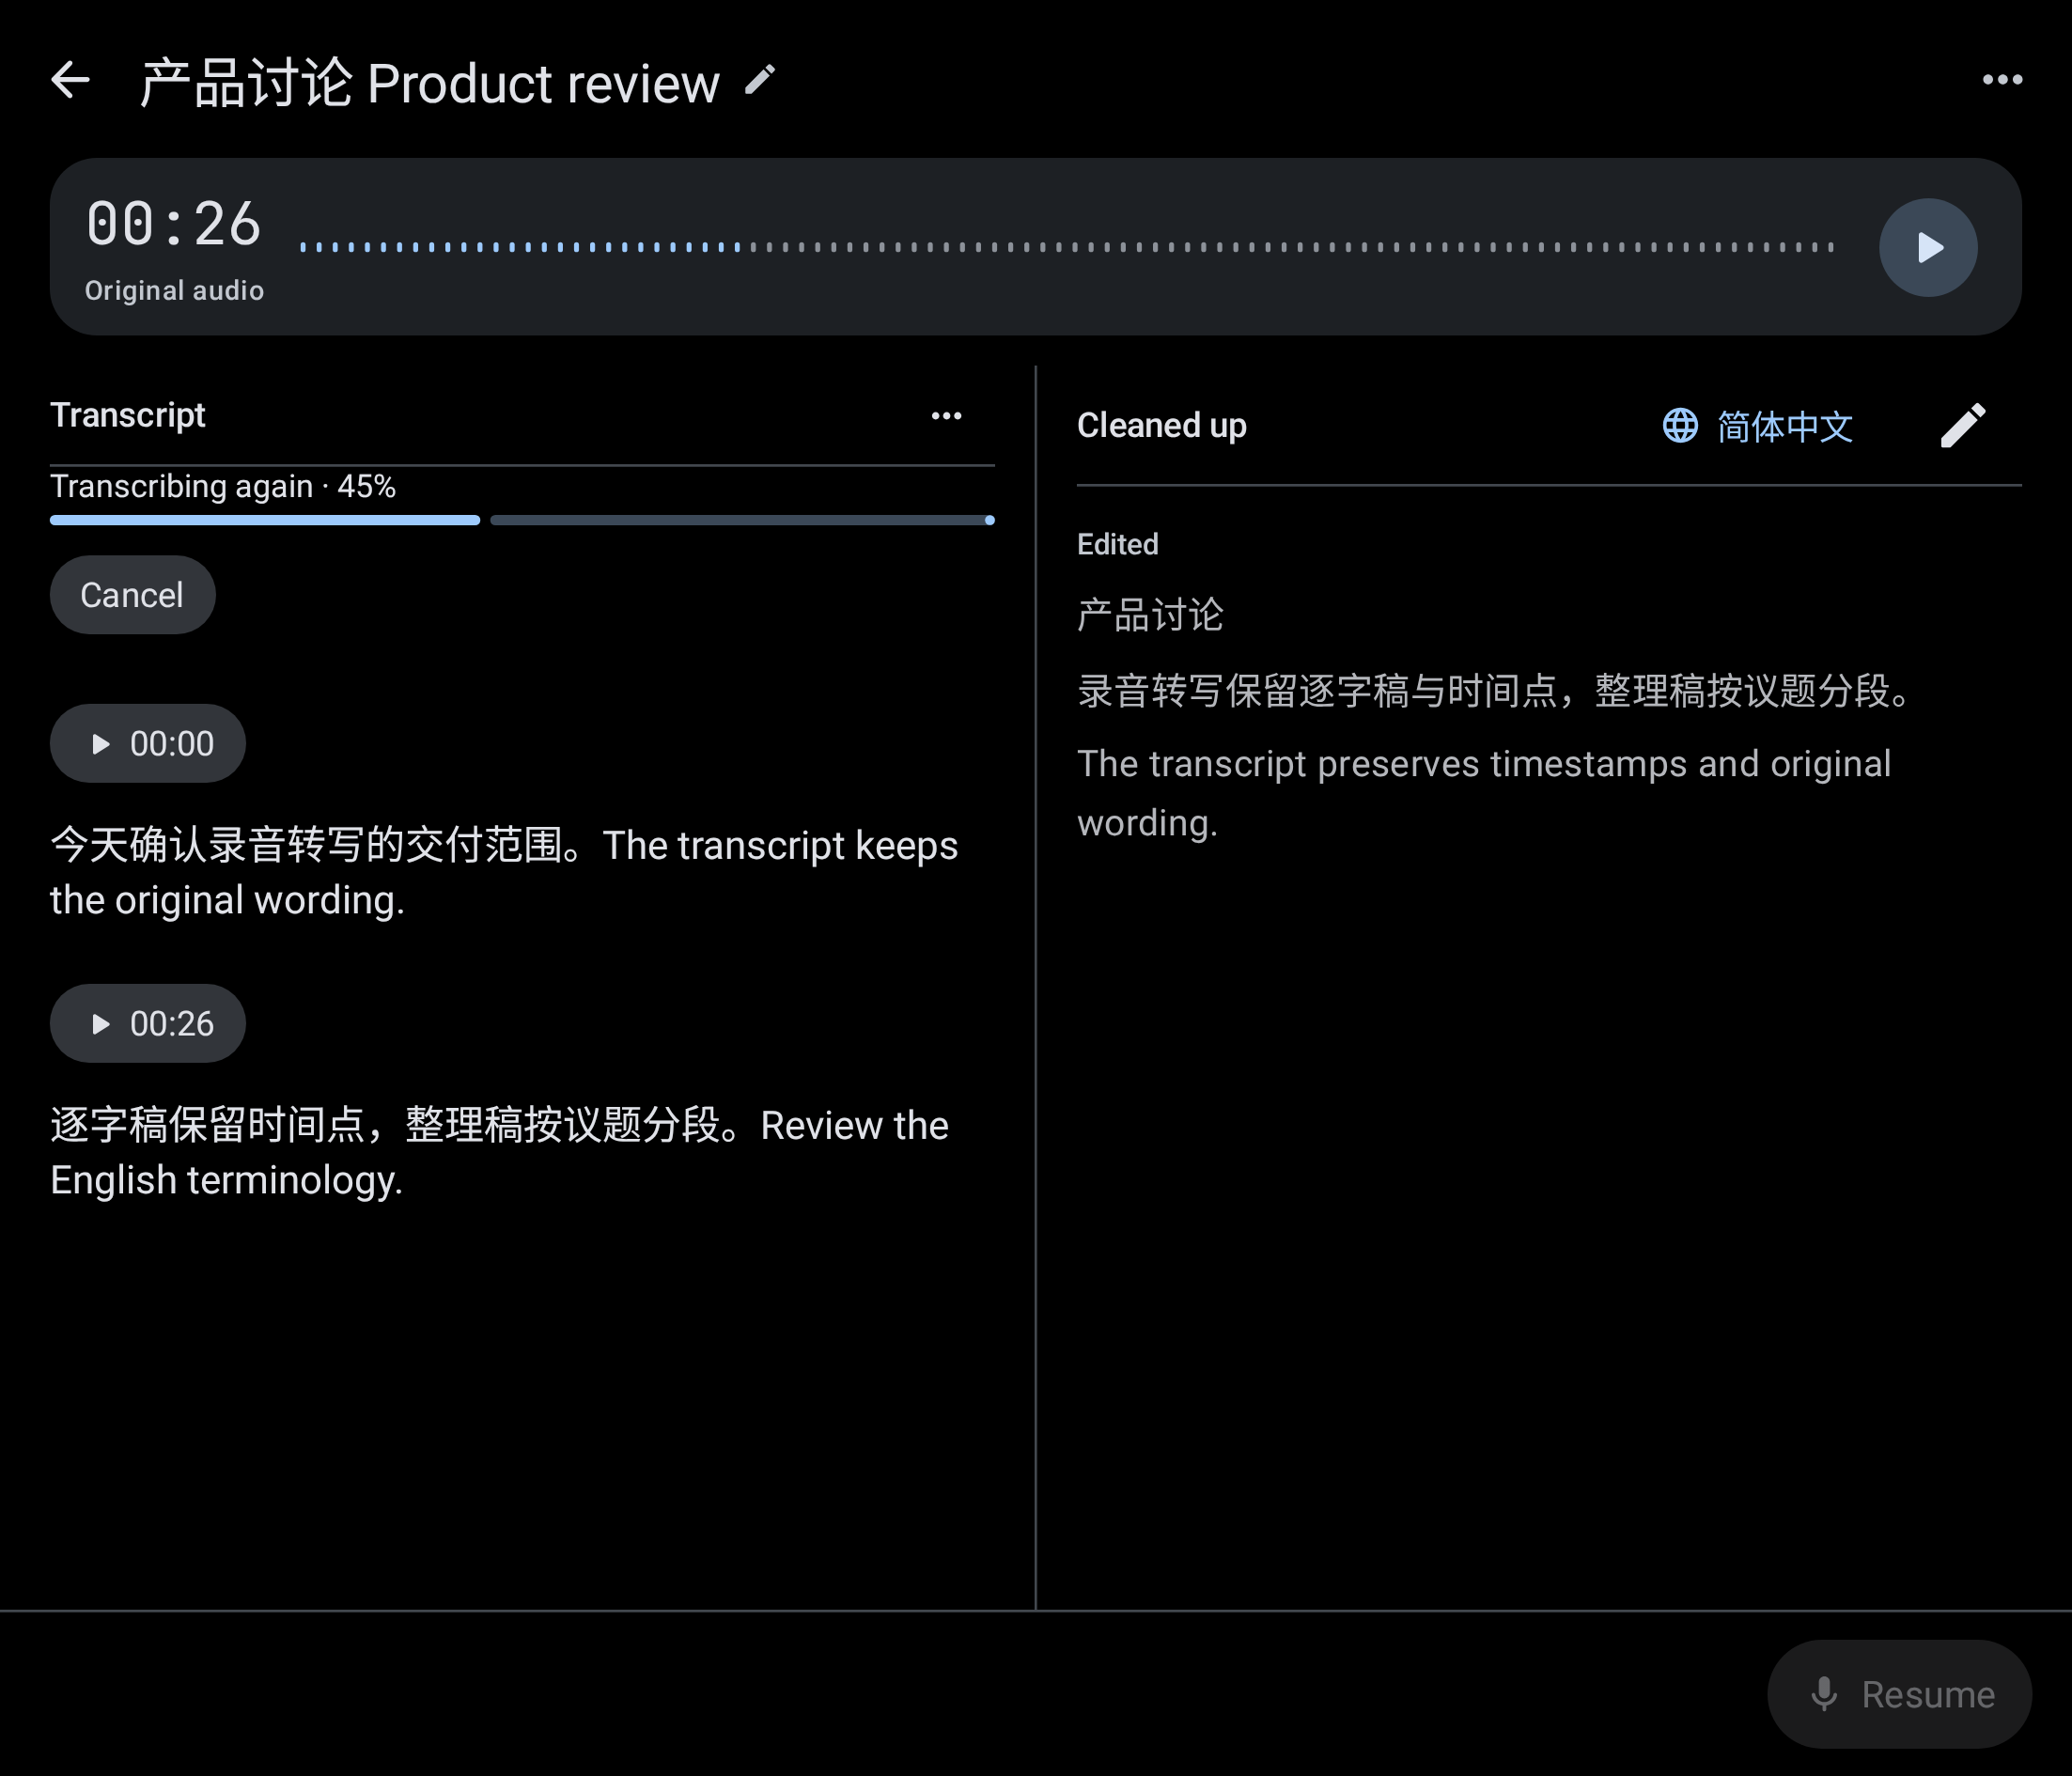 产品讨论 Product review
00:26
Original audio
Transcript
Transcribing again · 45%
Cancel
00:00
今天确认录音转写的交付范围。The transcript keeps
the original wording.
00:26
逐字稿保留时间点，整理稿按议题分段。Review the
English terminology.
Cleaned up
简体中文
Edited
产品讨论
录音转写保留逐字稿与时间点，整理稿按议题分段。
The transcript preserves timestamps and original
wording.
Resume